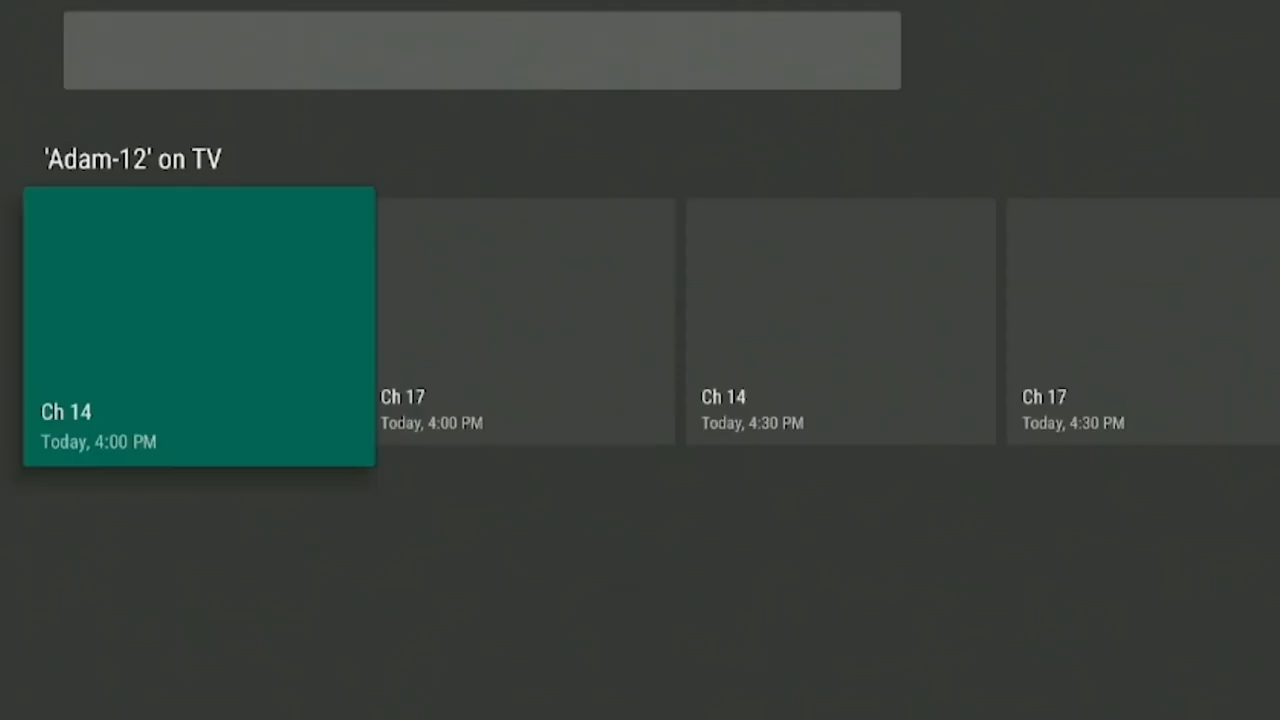 'Adam-12' on TV
Ch 14
Today, 4:00 PM
Ch 17
Today, 4:00 PM
Ch 14
Today, 4:30 PM
Ch 17
Today, 4:30 PM